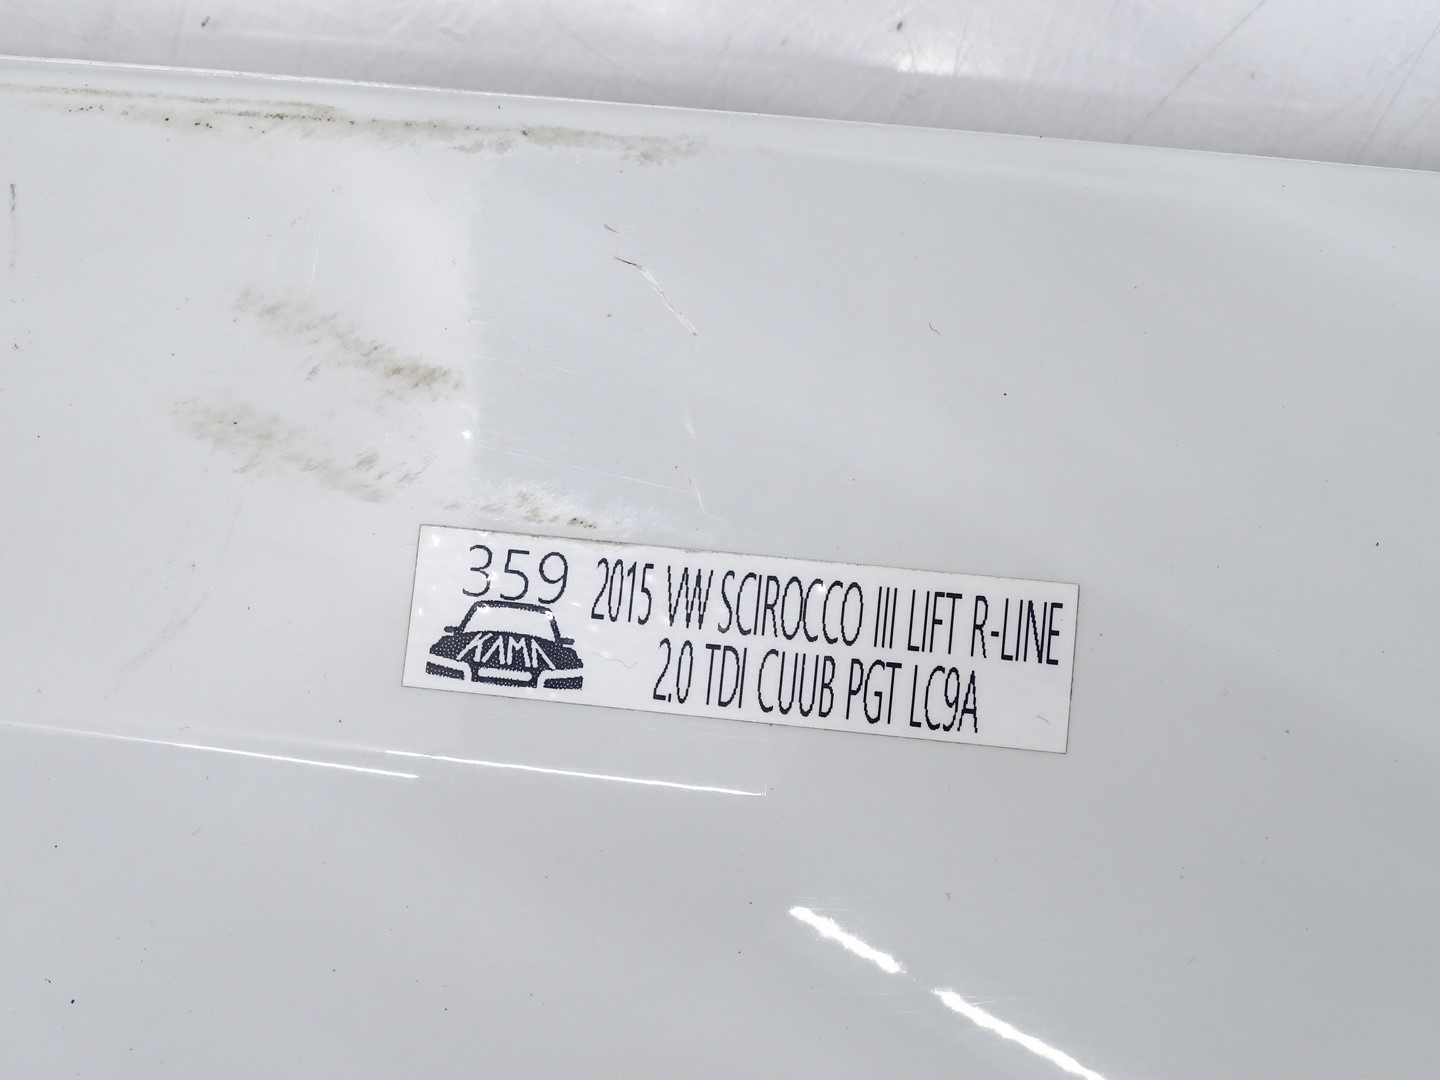 359
KAMA
2015 VW SCIROCCO III LIFT R-LINE
2.0 TDI CUUB PGT LC9A